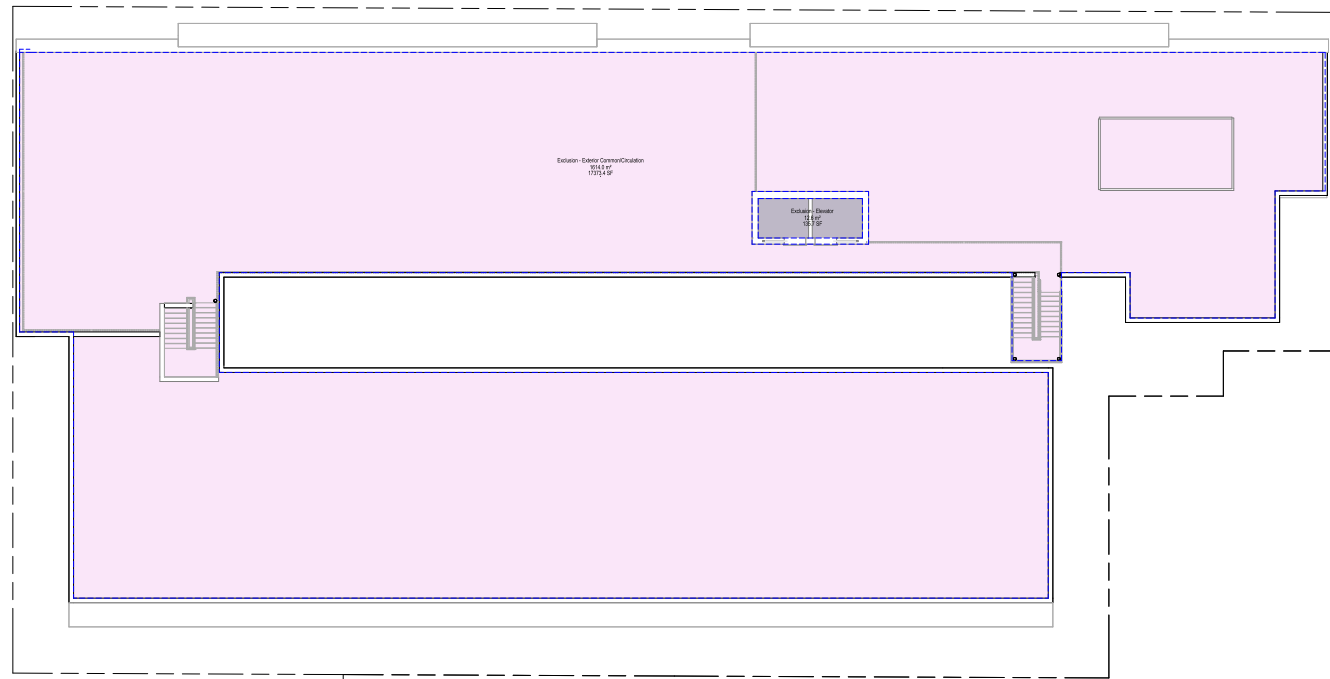 Exclusion - Exterior Common/Circulation
1614.0 m²
17373.4 SF
Exclusion - Elevator
12.6 m²
135.7 SF